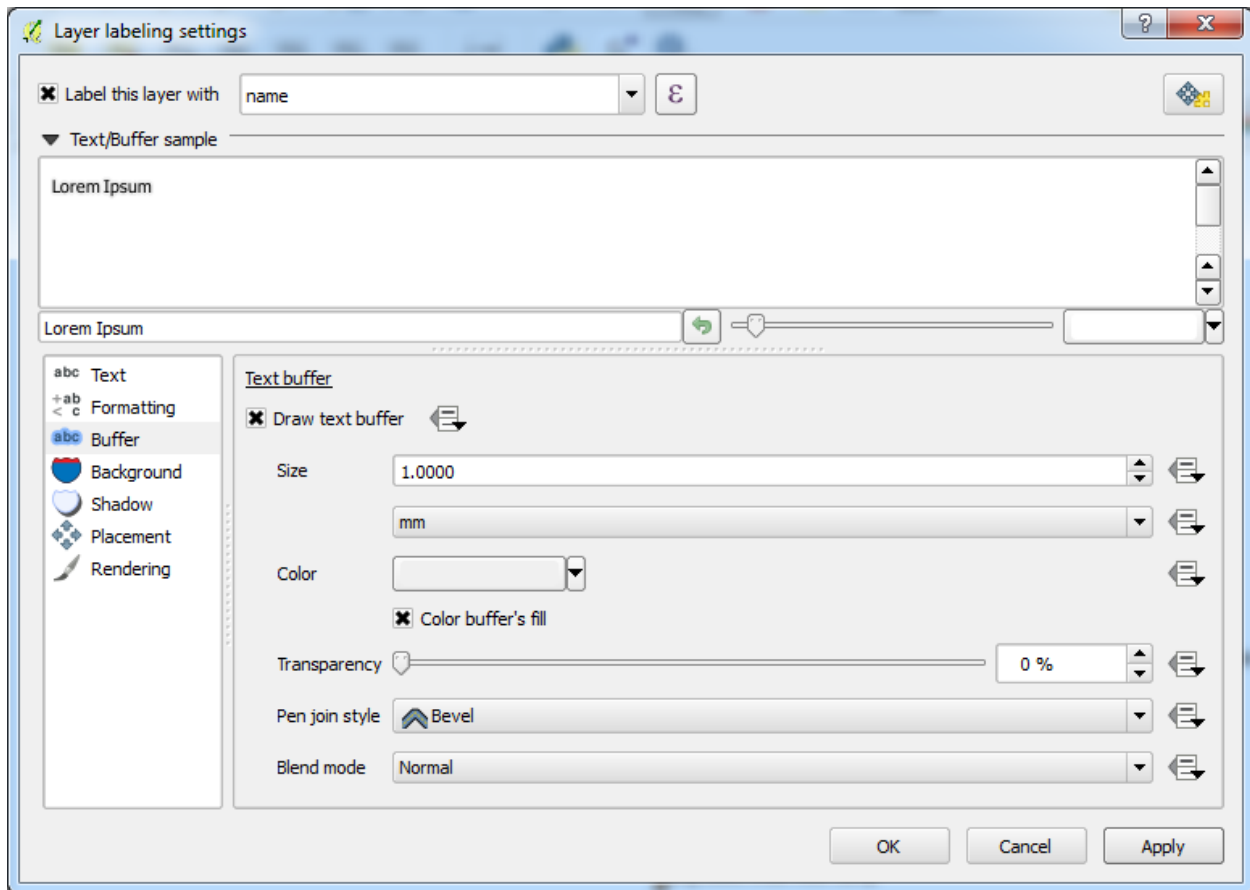 Layer labeling settings
Label this layer with name ε
Text/Buffer sample
Lorem Ipsum
Lorem Ipsum
abc Text
+ab < c Formatting
abc Buffer
Background
Shadow
Placement
Rendering
Text buffer
Draw text buffer
Size 1.0000
mm
Color
Color buffer's fill
Transparency 0 %
Pen join style Bevel
Blend mode Normal
OK Cancel Apply